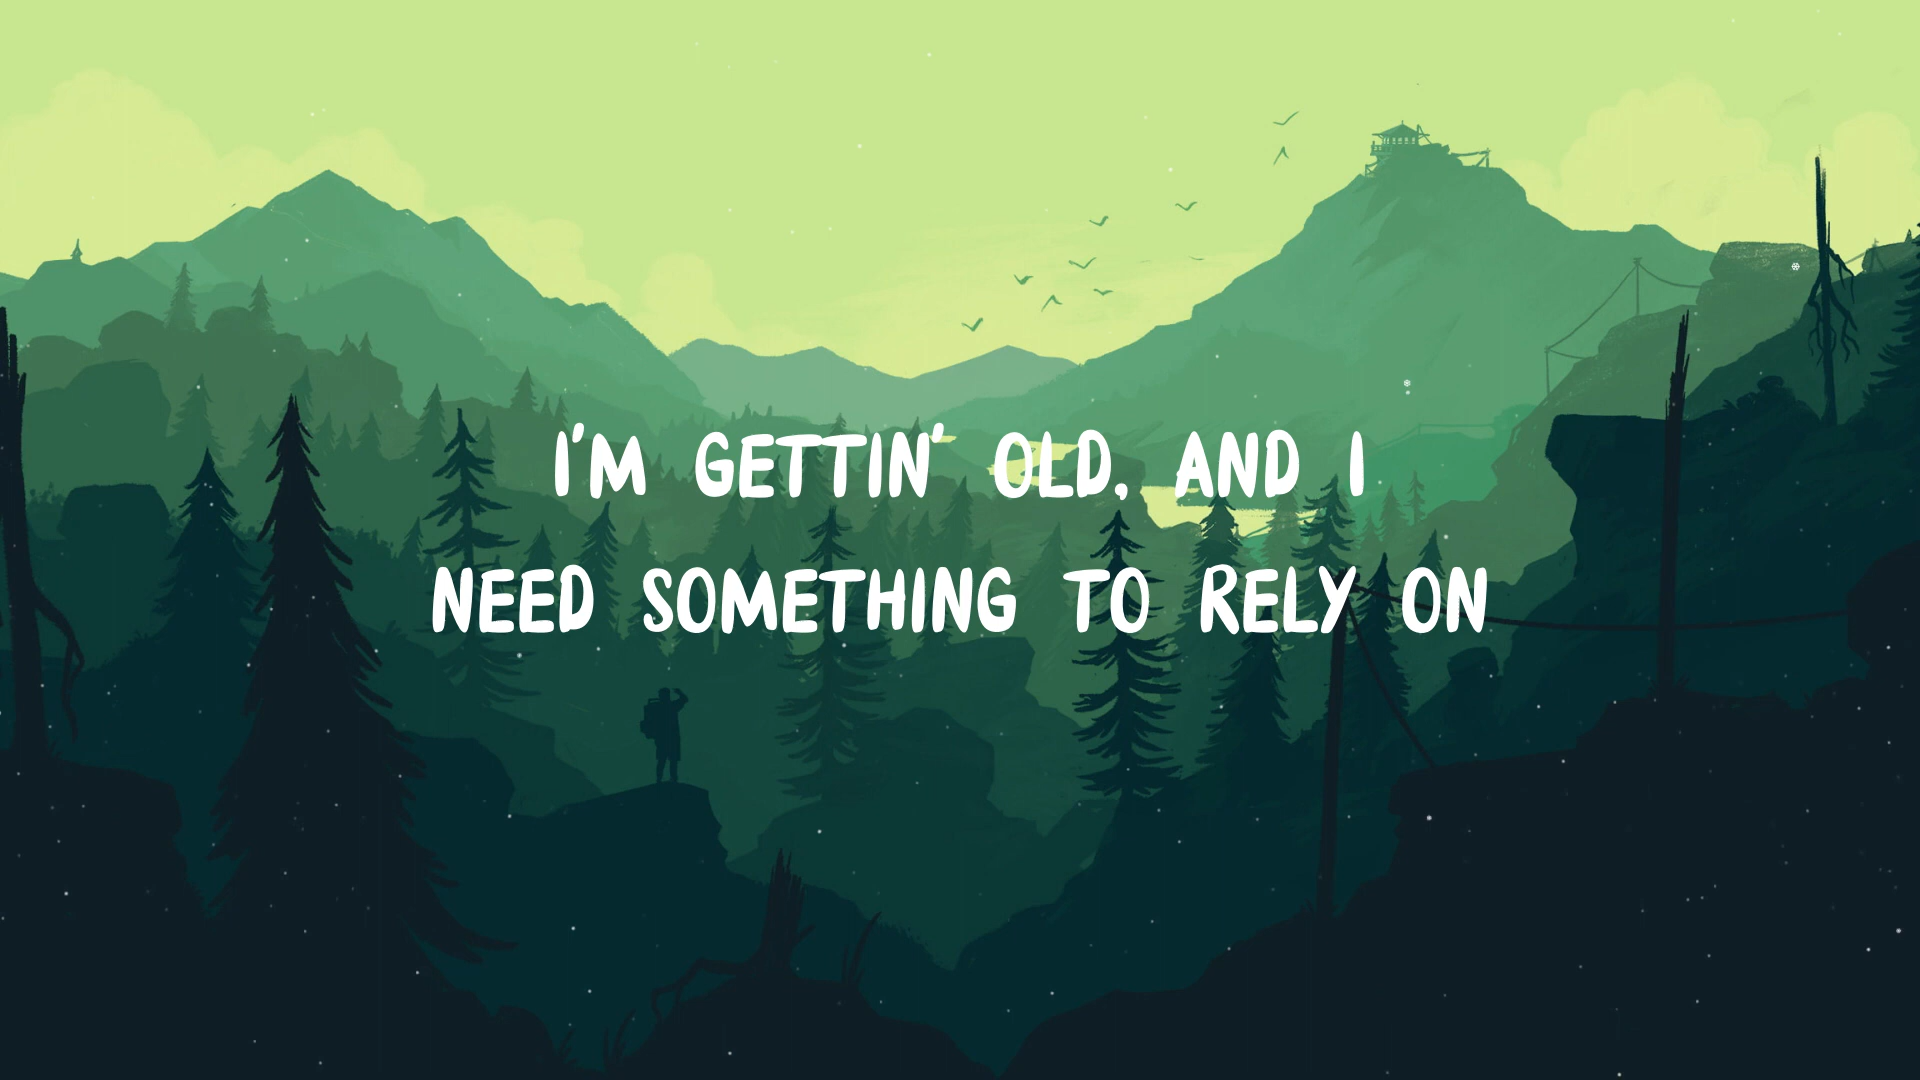 I'M GETTIN' OLD, AND I
NEED SOMETHING TO RELY ON